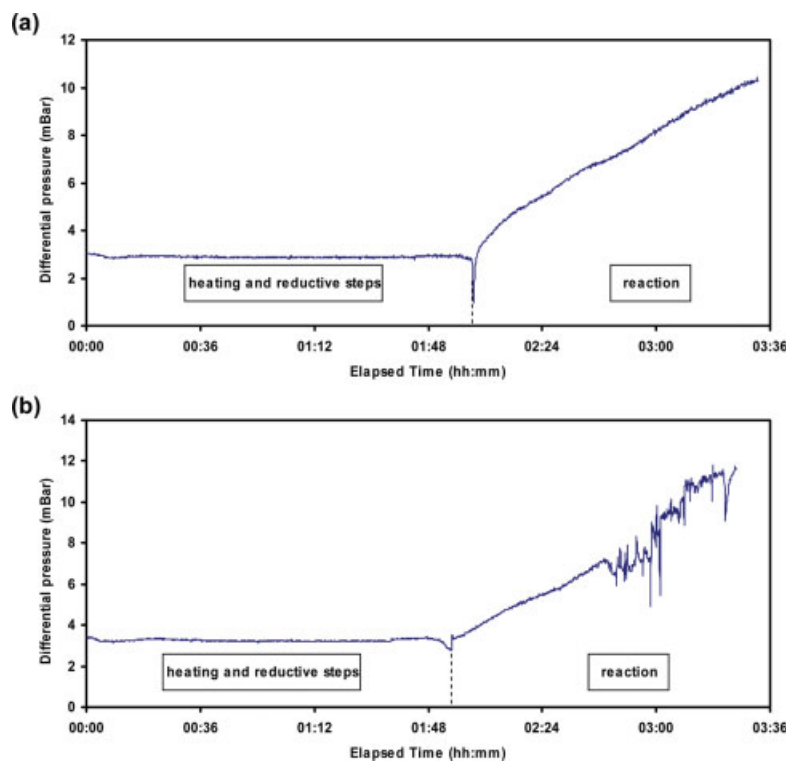 (a)
12
10
8
6
4
2
0
Differential pressure (mBar)
heating and reductive steps
reaction
00:00 00:36 01:12 01:48 02:24 03:00 03:36
Elapsed Time (hh:mm)
(b)
14
12
10
8
6
4
2
0
Differential pressure (mBar)
heating and reductive steps
reaction
00:00 00:36 01:12 01:48 02:24 03:00 03:36
Elapsed Time (hh:mm)